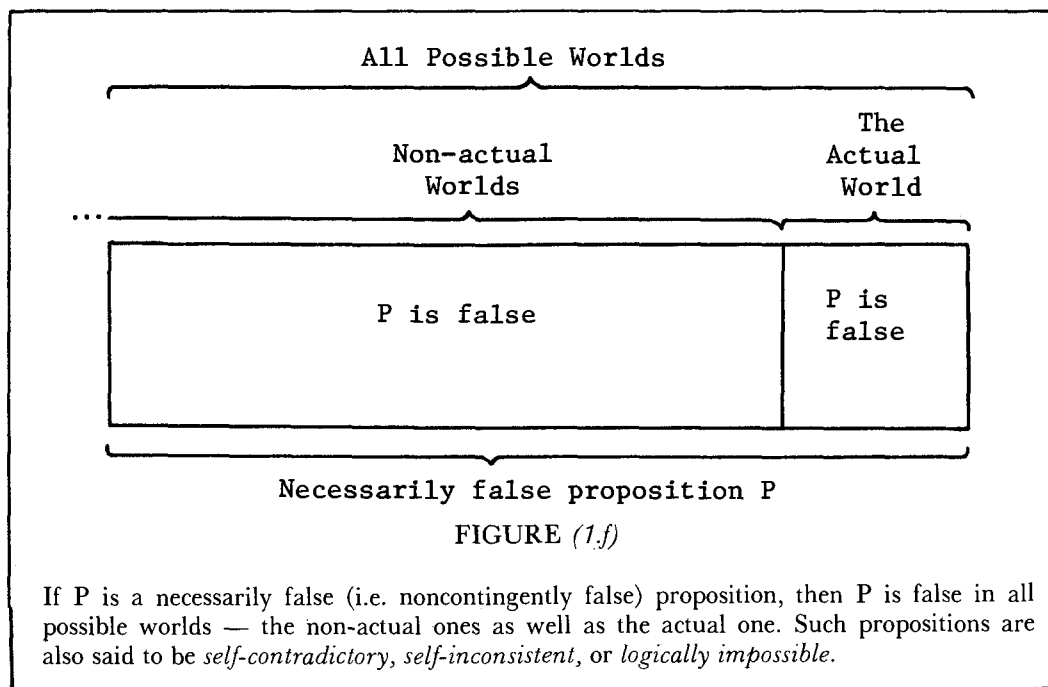 All Possible Worlds
The
Non-actual Actual
Worlds World
...
P is false P is
false
Necessarily false proposition P
FIGURE (1.f)
If P is a necessarily false (i.e. noncontingently false) proposition, then P is false in all
possible worlds — the non-actual ones as well as the actual one. Such propositions are
also said to be self-contradictory, self-inconsistent, or logically impossible.